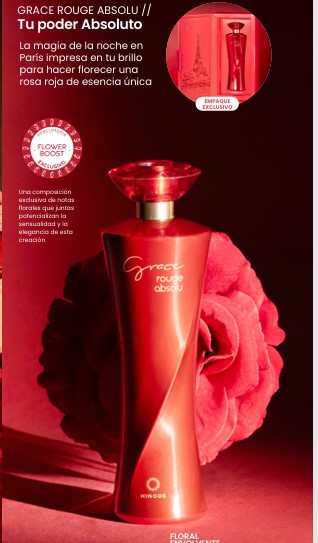 GRACE ROUGE ABSOLU //
Tu poder Absoluto
La magia de la noche en
París impresa en tu brillo
para hacer florecer una
rosa roja de esencia única
EMPAQUE
EXCLUSIVO
PERFUMERÍA
FLOWER
BOOST
EXCLUSIVO
Una composición
exclusiva de notas
florales que juntas
potencializan la
sensualidad y la
elegancia de esta
creación
Grace
rouge
absolu
HINODE
FLORAL
ENVOLVENTE